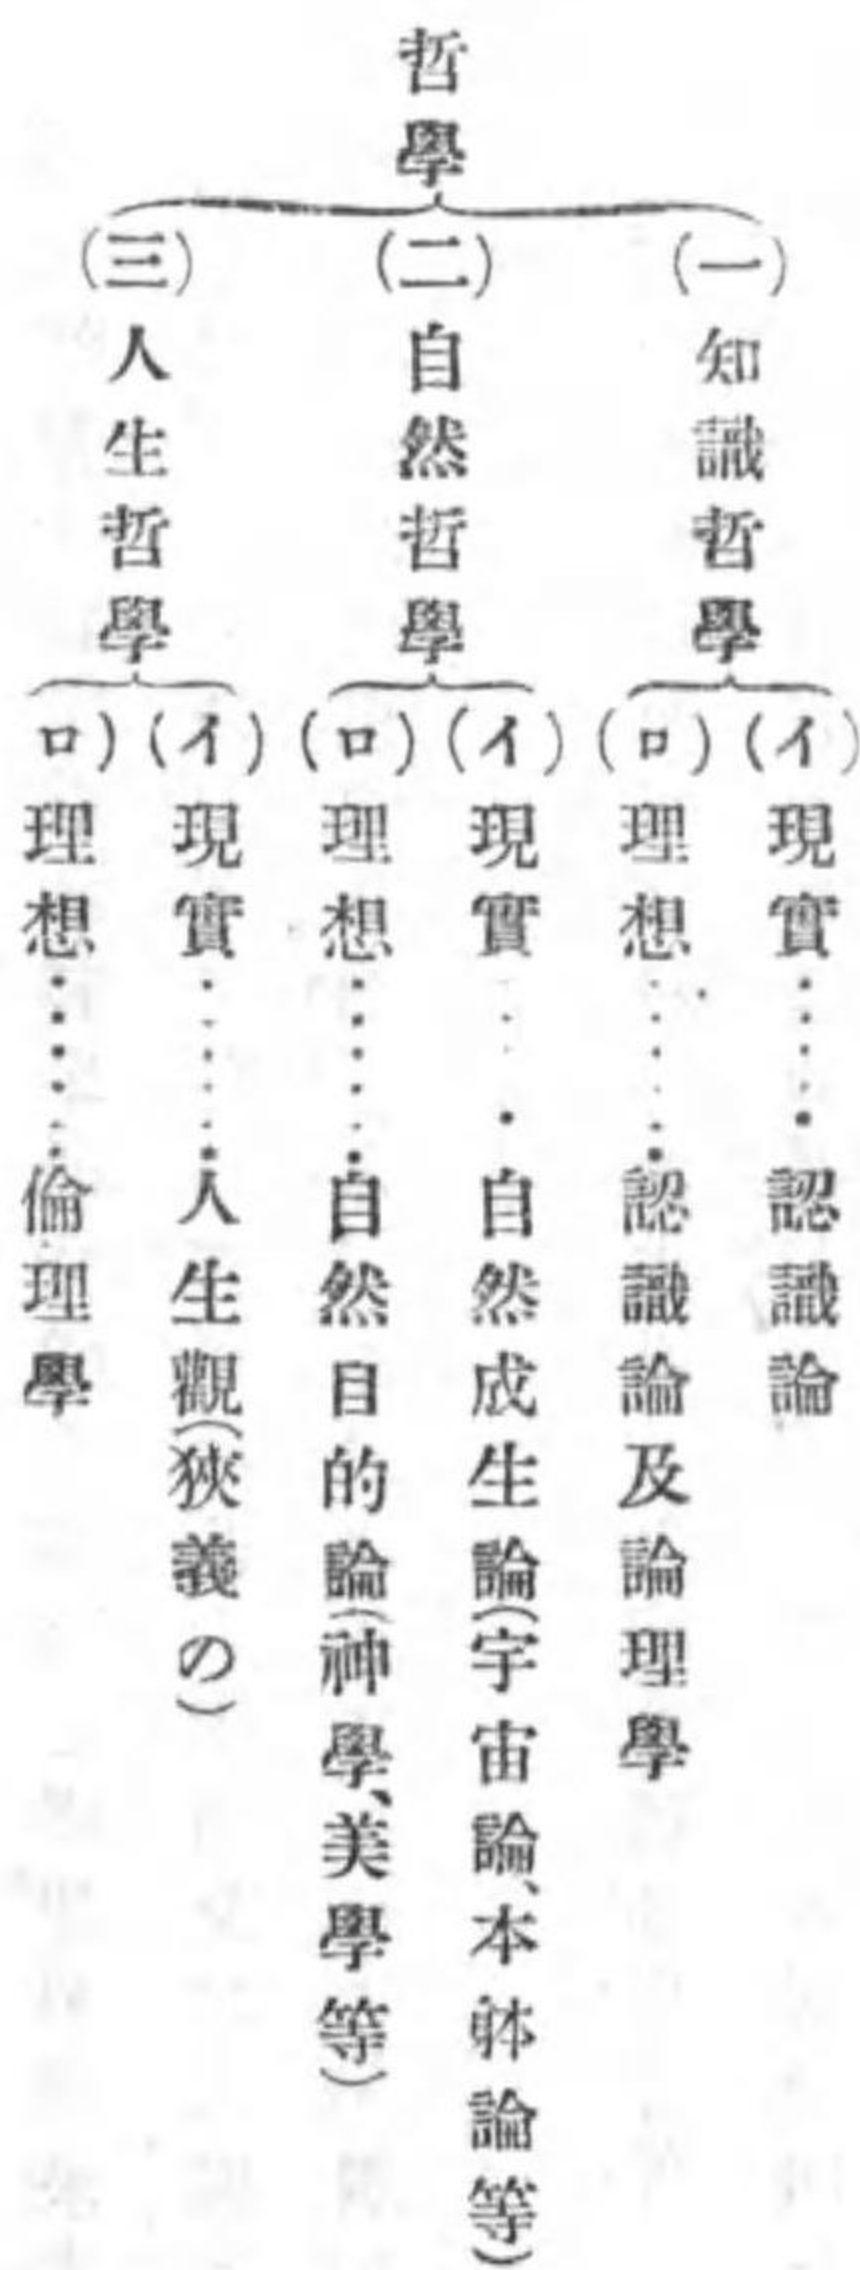 哲學
(一)知識哲學
(イ)現實……認識論
(ロ)理想……認識論及論理學
(二)自然哲學
(イ)現實……自然成生論(宇宙論、本躰論等)
(ロ)理想……自然目的論(神學、美學等)
(三)人生哲學
(イ)現實……人生觀(狹義の)
ロ)理想……倫理學